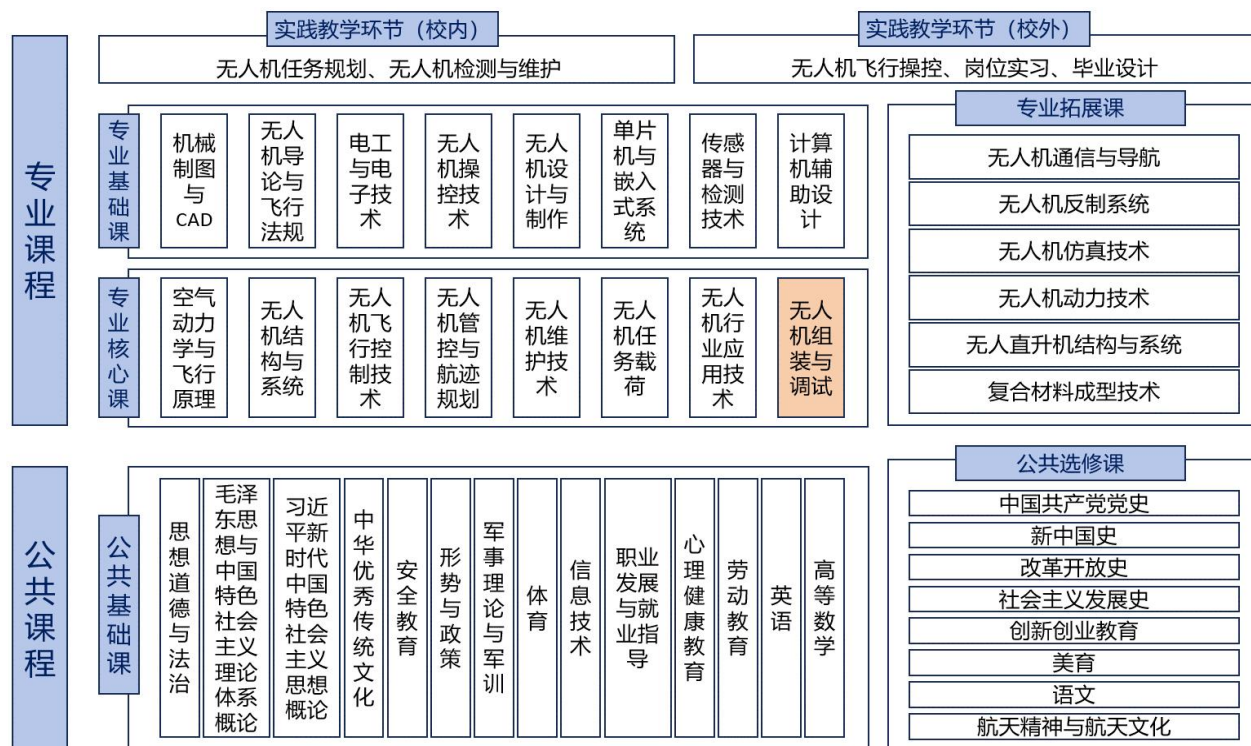 实践教学环节（校内）
无人机任务规划、无人机检测与维护
实践教学环节（校外）
无人机飞行操控、岗位实习、毕业设计
专业课程
专业基础课
机械
制图
与
CAD
无人
机导
论与
飞行
法规
电工
与电
子技
术
无人
机操
控技
术
无人
机设
计与
制作
单片
机与
嵌入
式系
统
传感
器与
检测
技术
计算
机辅
助设
计
专业核心课
空气
动力
学与
飞行
原理
无人
机结
构与
系统
无人
机飞
行控
制技
术
无人
机管
控与
航迹
规划
无人
机维
护技
术
无人
机任
务载
荷
无人
机行
业应
用技
术
无人
机组
装与
调试
专业拓展课
无人机通信与导航
无人机反制系统
无人机仿真技术
无人机动力技术
无人直升机结构与系统
复合材料成型技术
公共课程
公共基础课
思想道德与法治
毛泽
东思
想与
中国
特色
社会
主义
理论
体系
概论
习近
平新
时代
中国
特色
社会
主义
思想
概论
中华优秀传统文化
安全教育
形势与政策
军事理论与军训
体育
信息技术
职业
发展
与就
业指
导
心理健康教育
劳动教育
英语
高等数学
公共选修课
中国共产党党史
新中国史
改革开放史
社会主义发展史
创新创业教育
美育
语文
航天精神与航天文化